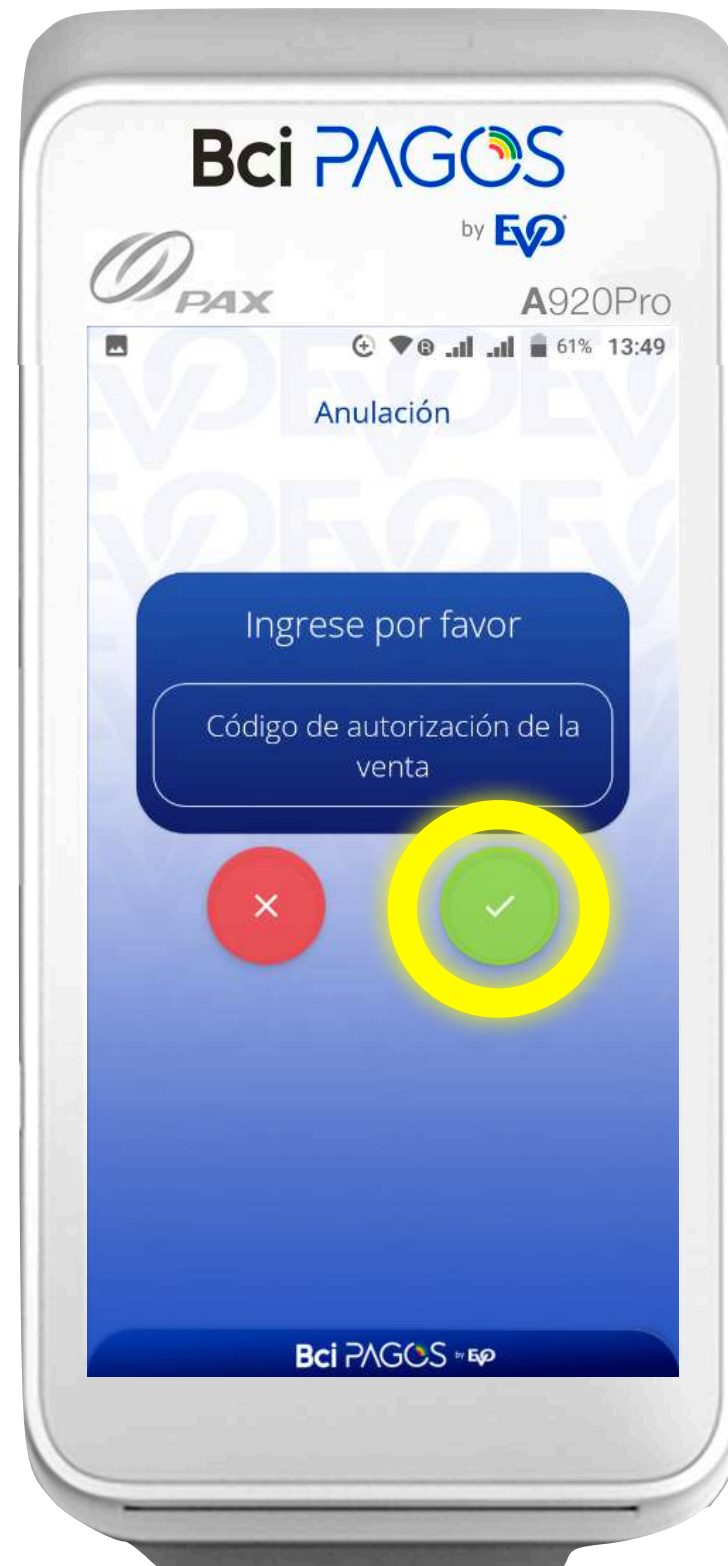 Bci PAGOS
by EVO
PAX
A920Pro
R 61% 13:49
Anulación
Ingrese por favor
Código de autorización de la
venta
Bci PAGOS by EVO